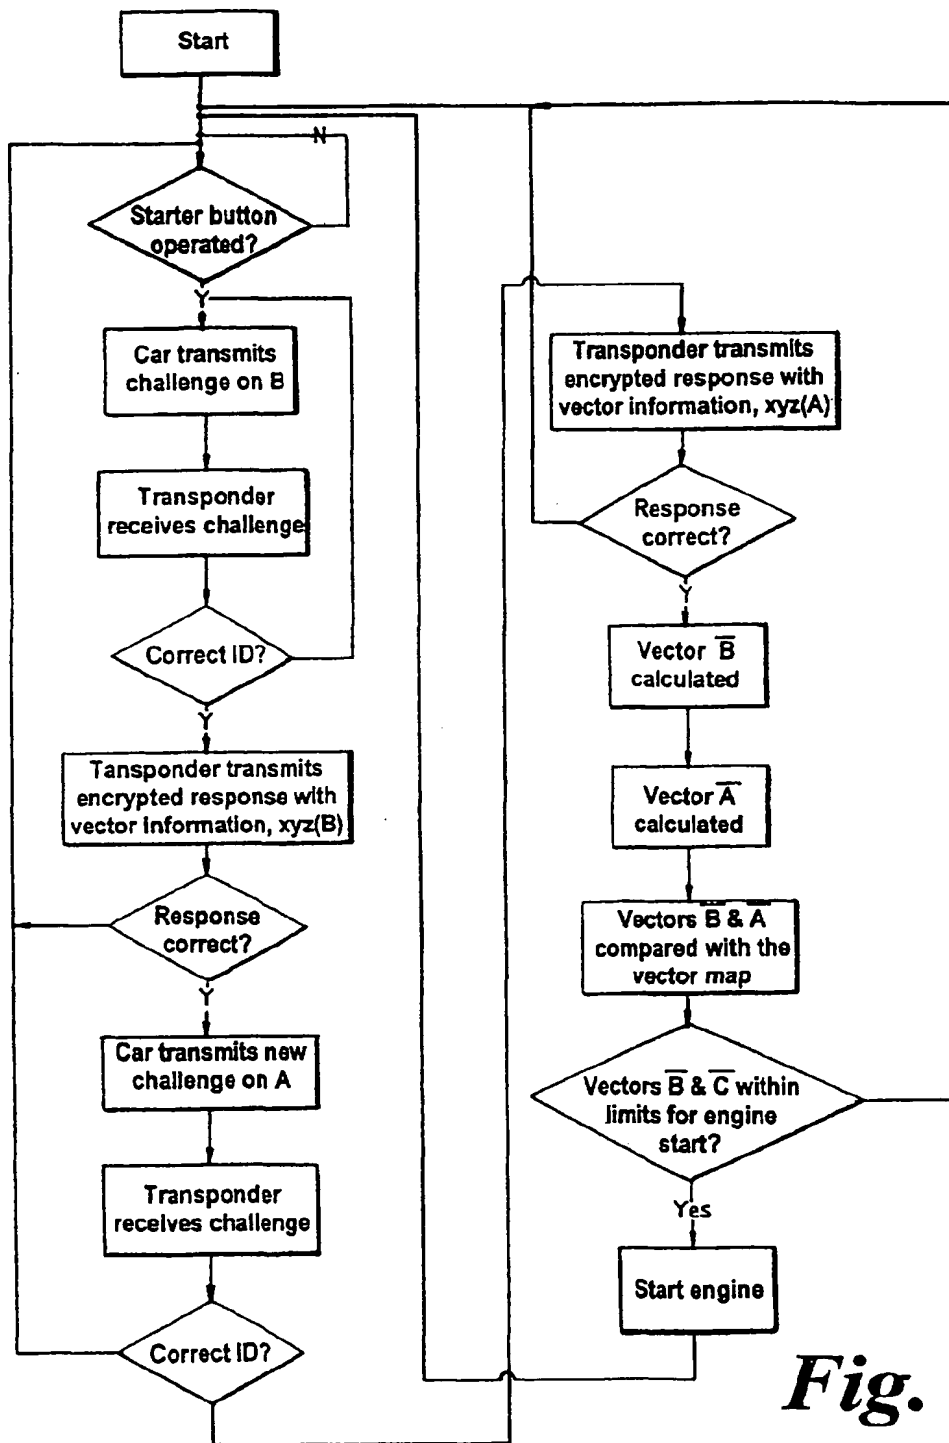 Start
N
Starter button
operated?
Y
Car transmits
challenge on B
Transponder
receives challenge
Correct ID?
Y
Tansponder transmits
encrypted response with
vector information, xyz(B)
Response
correct?
Y
Car transmits new
challenge on A
Transponder
receives challenge
Correct ID?
Transponder transmits
encrypted response with
vector information, xyz(A)
Response
correct?
Y
Vector B̅
calculated
Vector A̅
calculated
Vectors B̅ & A̅
compared with the
vector map
Vectors B̅ & C̅ within
limits for engine
start?
Yes
Start engine
Fig.